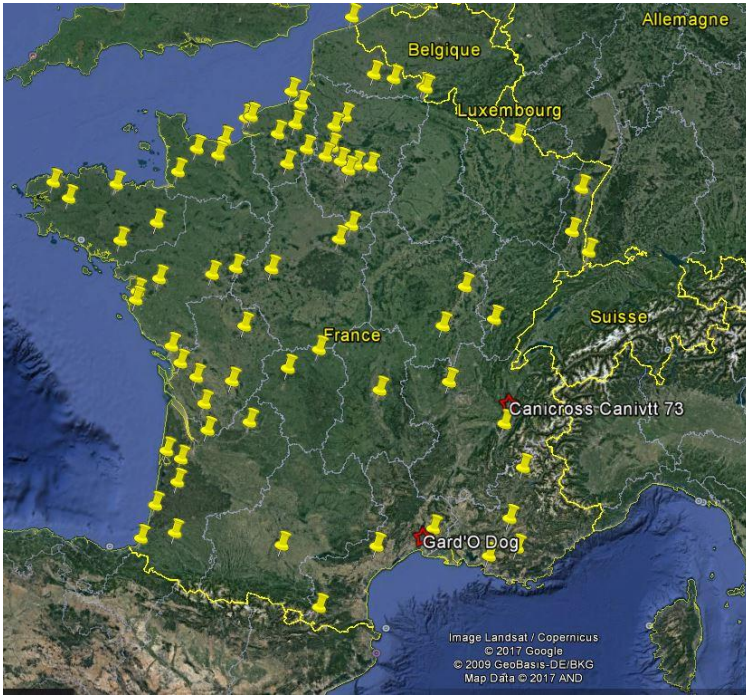 Allemagne
Belgique
Luxembourg
Suisse
France
Canicross Canivtt 73
Gard'O Dog
Image Landsat / Copernicus
© 2017 Google
© 2009 GeoBasis-DE/BKG
Map Data © 2017 AND